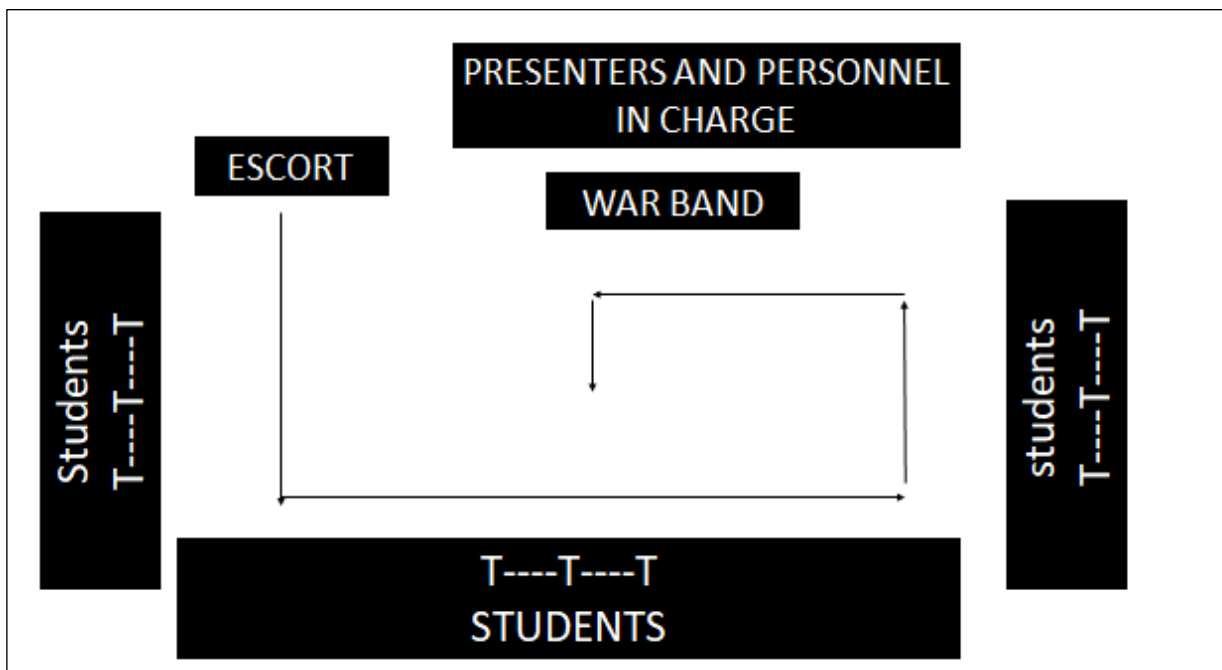 PRESENTERS AND PERSONNEL
IN CHARGE
ESCORT
WAR BAND
Students
T-----T----T
students
T-----T----T
T----T----T
STUDENTS